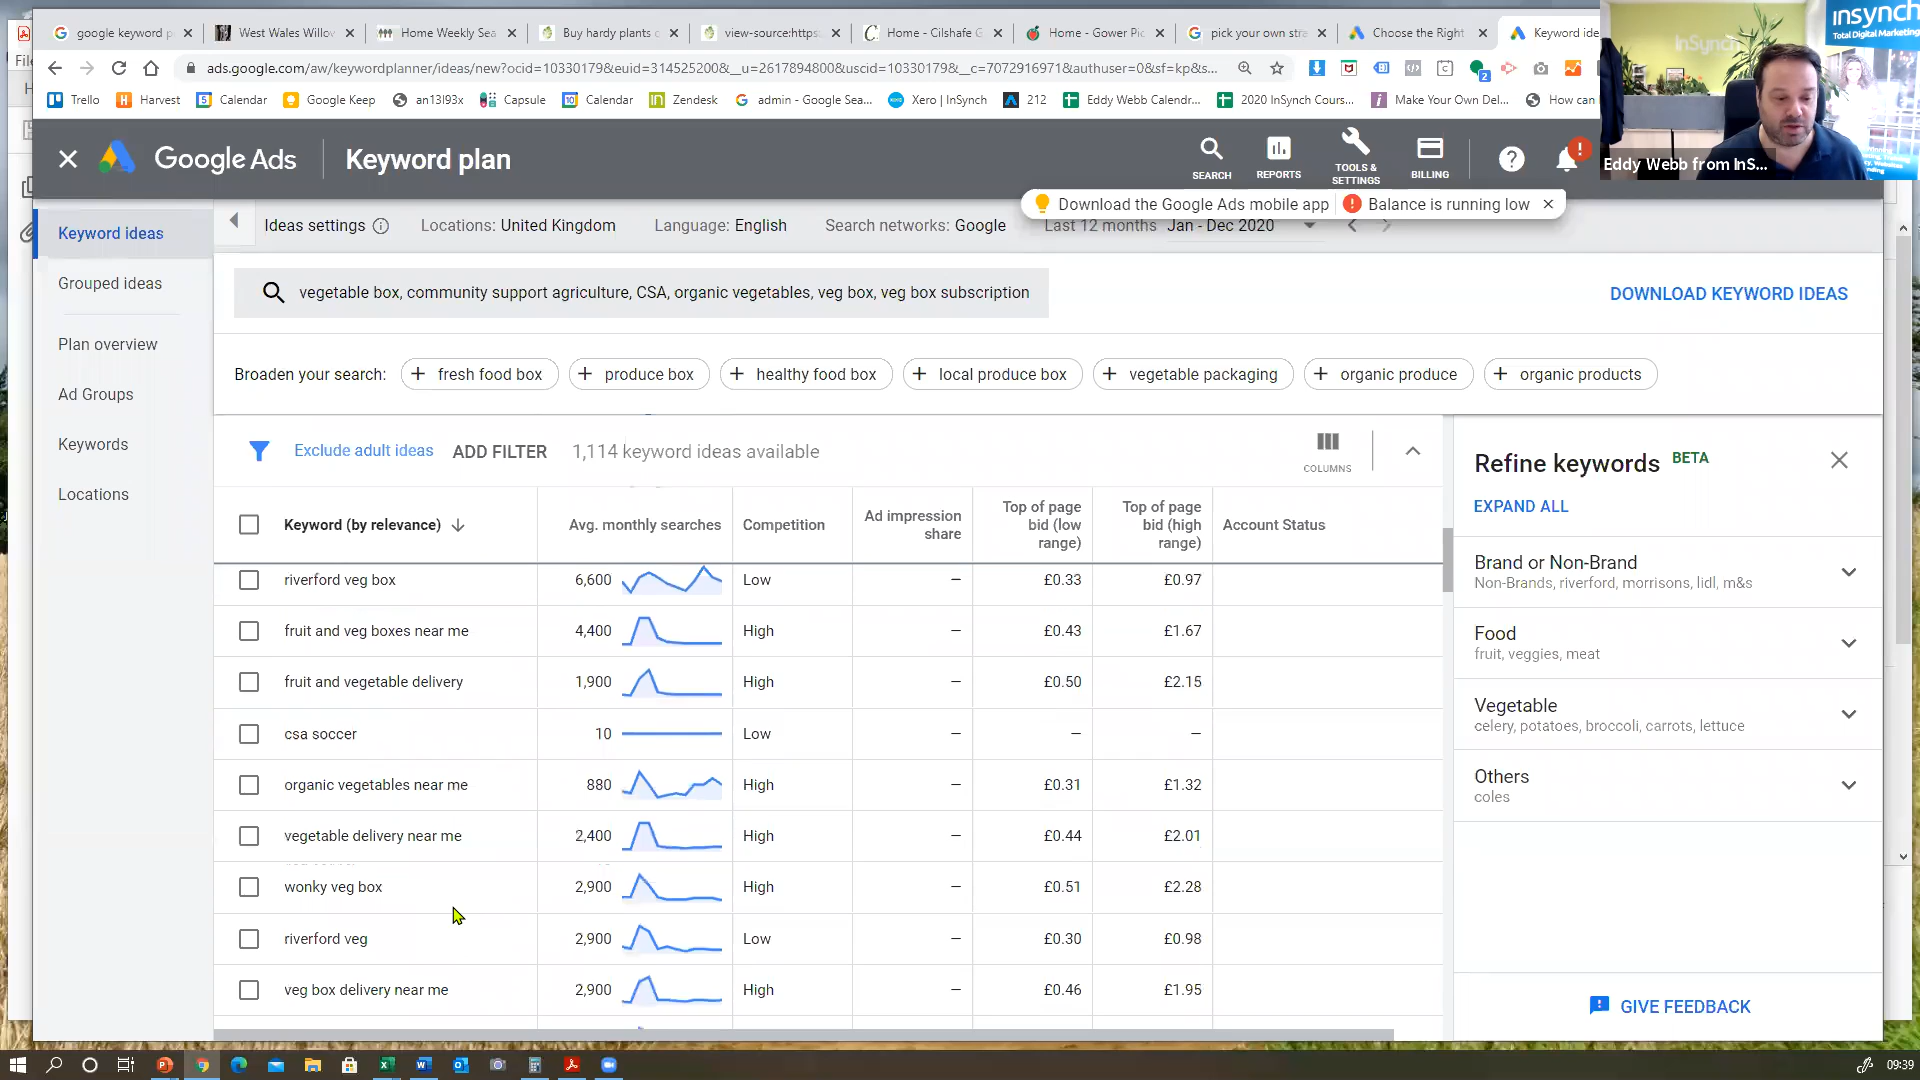 google keyword p
West Wales Willov
Home Weekly Sea
Buy hardy plants o
view-source:https:
Home - Cilshafe G
Home - Gower Pic
pick your own stra
Choose the Right
Keyword ide
ads.google.com/aw/keywordplanner/ideas/new?ocid=10330179&euid=314525200&__u=2617894800&uscid=10330179&__c=7072916971&authuser=0&sf=kp&s...
Trello
Harvest
Calendar
Google Keep
an13l93x
Capsule
Calendar
Zendesk
admin - Google Sea...
Xero | InSynch
212
Eddy Webb Calendr...
2020 InSynch Cours...
Make Your Own Del...
How can
insynch
Total Digital Marketing
Eddy Webb from InS...
Google Ads
Keyword plan
SEARCH
REPORTS
TOOLS & SETTINGS
BILLING
Download the Google Ads mobile app
Balance is running low
Keyword ideas
Grouped ideas
Plan overview
Ad Groups
Keywords
Locations
Ideas settings
Locations: United Kingdom
Language: English
Search networks: Google
Last 12 months Jan - Dec 2020
vegetable box, community support agriculture, CSA, organic vegetables, veg box, veg box subscription
DOWNLOAD KEYWORD IDEAS
Broaden your search: + fresh food box + produce box + healthy food box + local produce box + vegetable packaging + organic produce + organic products
Exclude adult ideas ADD FILTER 1,114 keyword ideas available
COLUMNS
Keyword (by relevance) Avg. monthly searches Competition Ad impression share Top of page bid (low range) Top of page bid (high range) Account Status
riverford veg box 6,600 Low – £0.33 £0.97
fruit and veg boxes near me 4,400 High – £0.43 £1.67
fruit and vegetable delivery 1,900 High – £0.50 £2.15
csa soccer 10 Low – – –
organic vegetables near me 880 High – £0.31 £1.32
vegetable delivery near me 2,400 High – £0.44 £2.01
wonky veg box 2,900 High – £0.51 £2.28
riverford veg 2,900 Low – £0.30 £0.98
veg box delivery near me 2,900 High – £0.46 £1.95
Refine keywords BETA
EXPAND ALL
Brand or Non-Brand
Non-Brands, riverford, morrisons, lidl, m&s
Food
fruit, veggies, meat
Vegetable
celery, potatoes, broccoli, carrots, lettuce
Others
coles
GIVE FEEDBACK
09:39